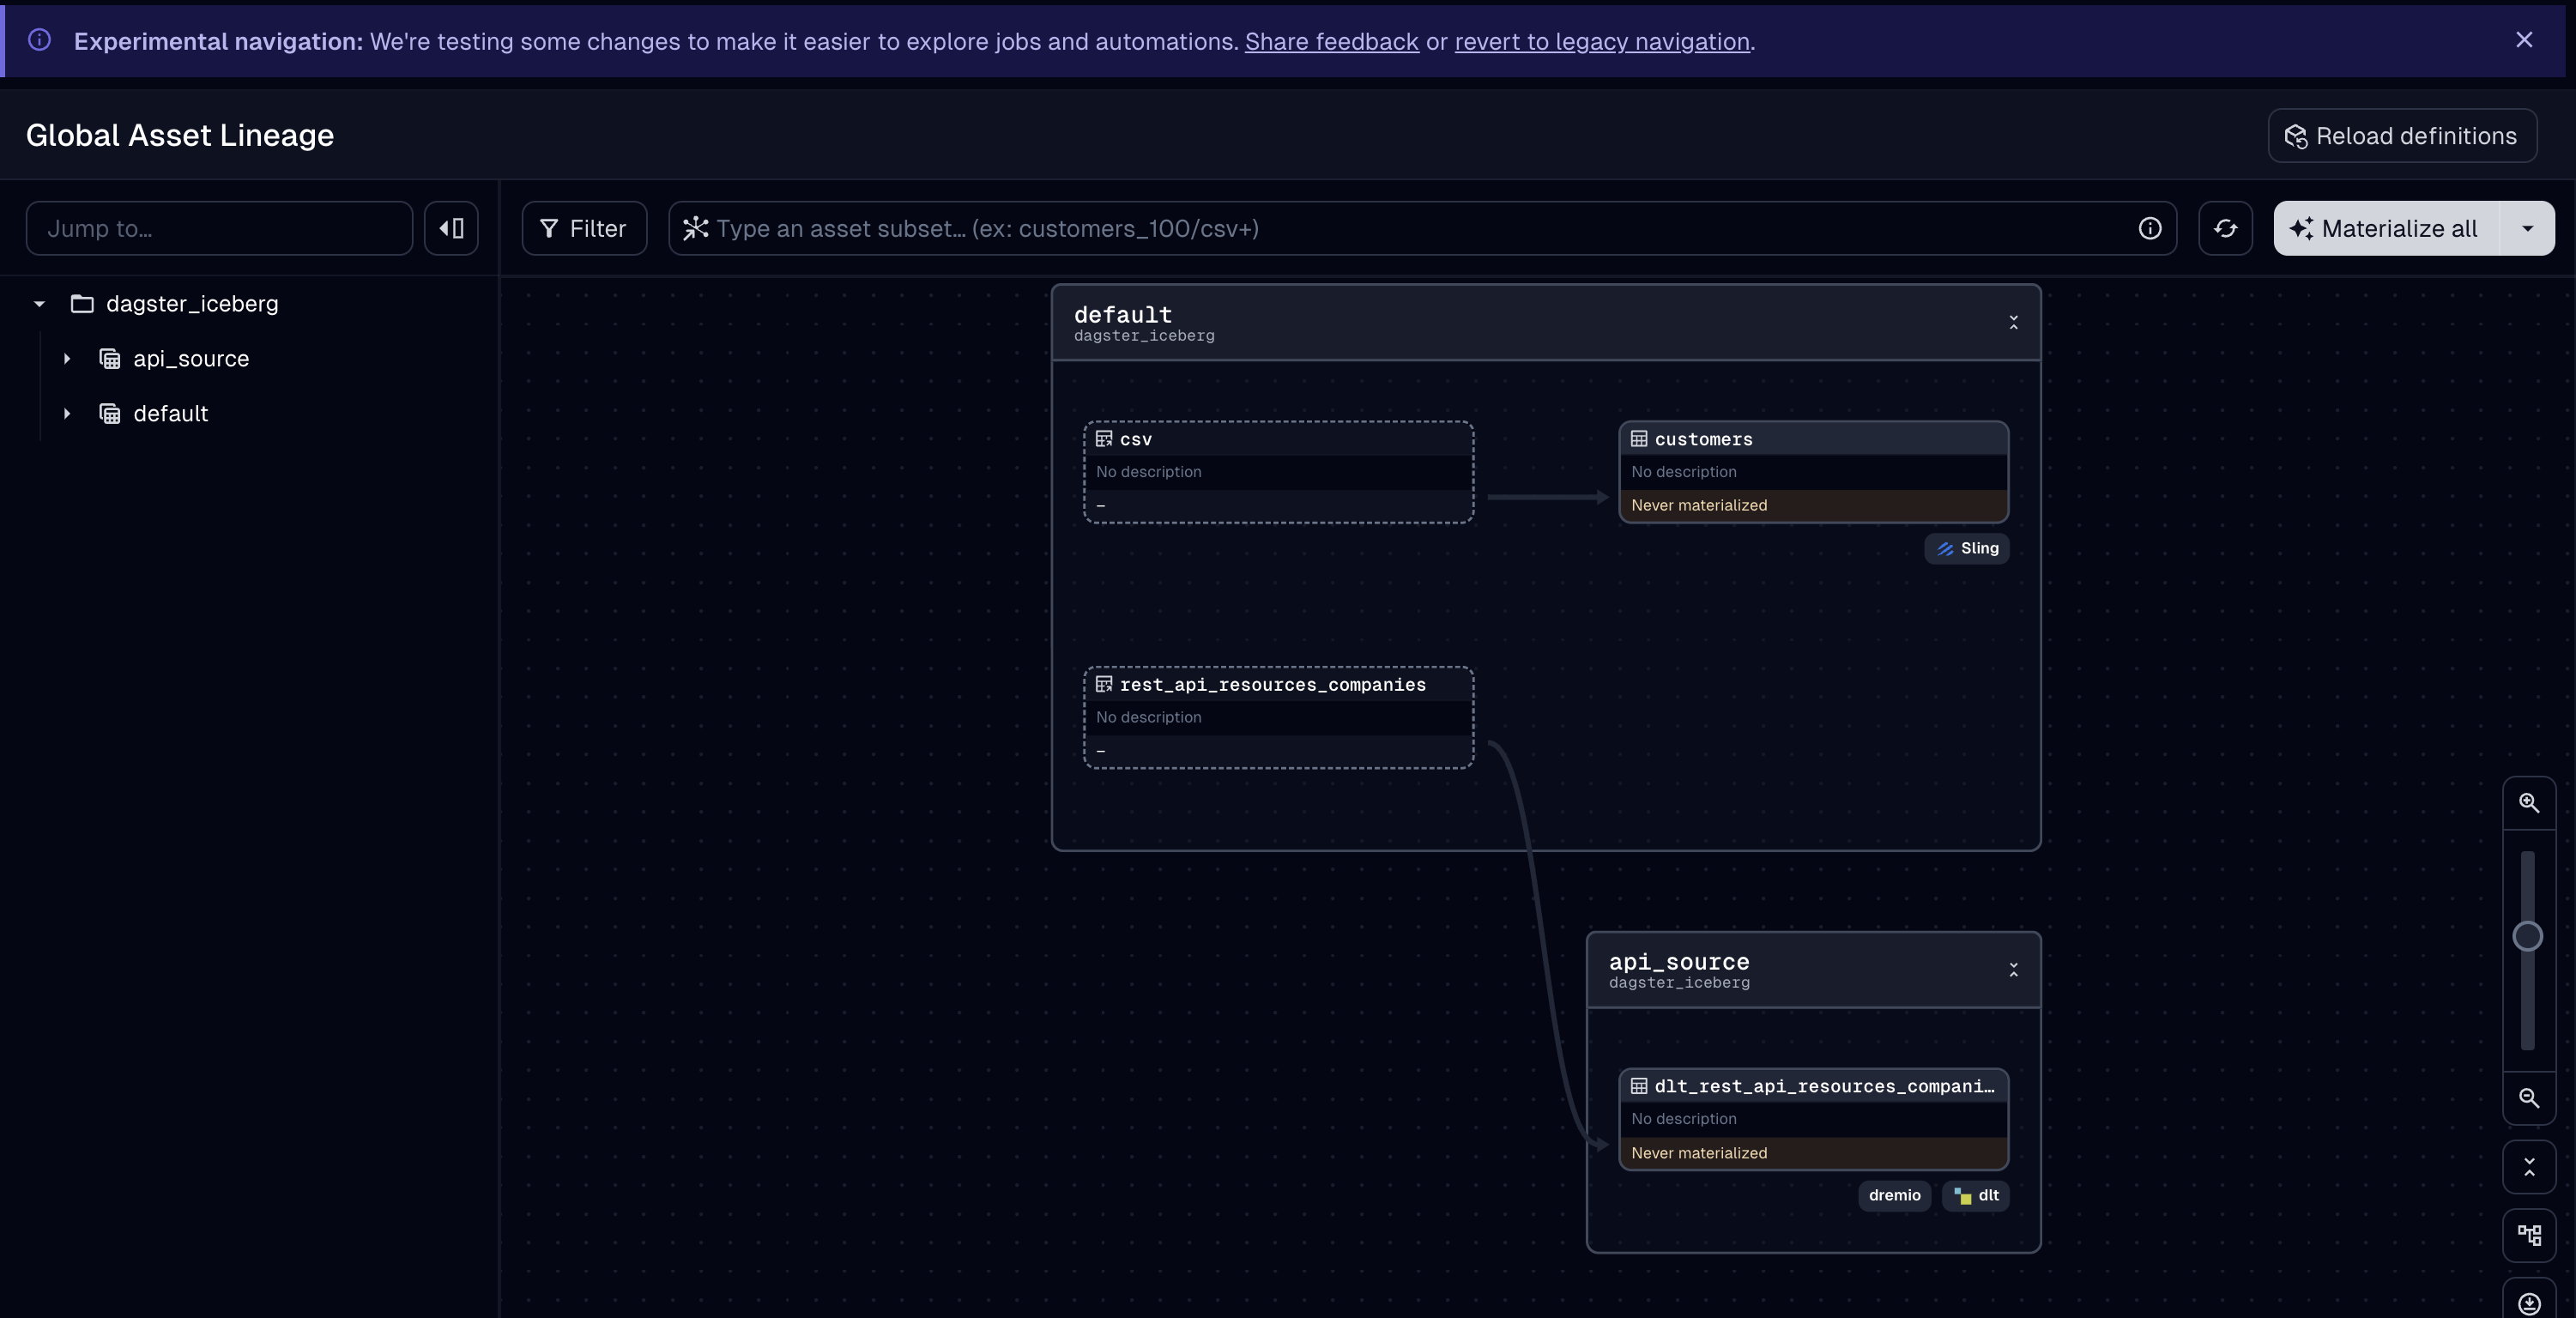 Experimental navigation: We're testing some changes to make it easier to explore jobs and automations. Share feedback or revert to legacy navigation.
Global Asset Lineage
Reload definitions
Jump to…
Filter
Type an asset subset… (ex: customers_100/csv+)
Materialize all
dagster_iceberg
api_source
default
default
dagster_iceberg
csv
No description
–
customers
No description
Never materialized
Sling
rest_api_resources_companies
No description
–
api_source
dagster_iceberg
dlt_rest_api_resources_compani…
No description
Never materialized
dremio
dlt